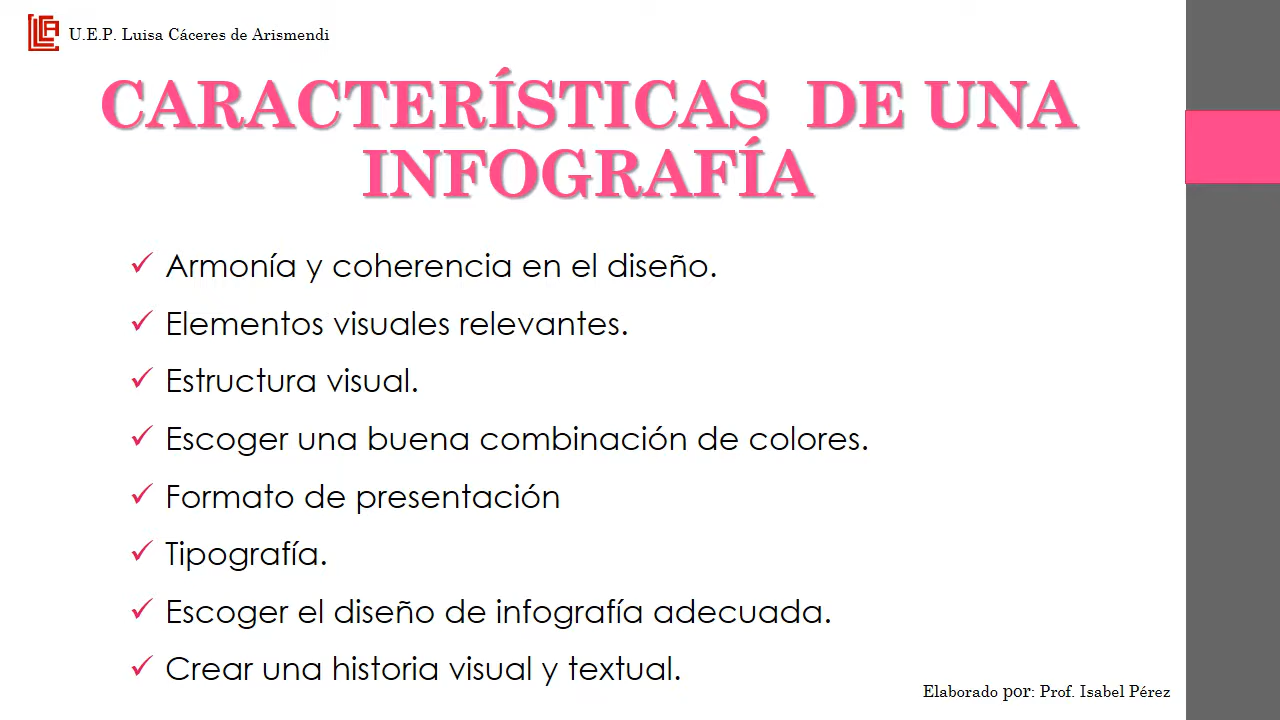 U.E.P. Luisa Cáceres de Arismendi
CARACTERÍSTICAS DE UNA
INFOGRAFÍA
✓ Armonía y coherencia en el diseño.
✓ Elementos visuales relevantes.
✓ Estructura visual.
✓ Escoger una buena combinación de colores.
✓ Formato de presentación
✓ Tipografía.
✓ Escoger el diseño de infografía adecuada.
✓ Crear una historia visual y textual.
Elaborado por: Prof. Isabel Pérez